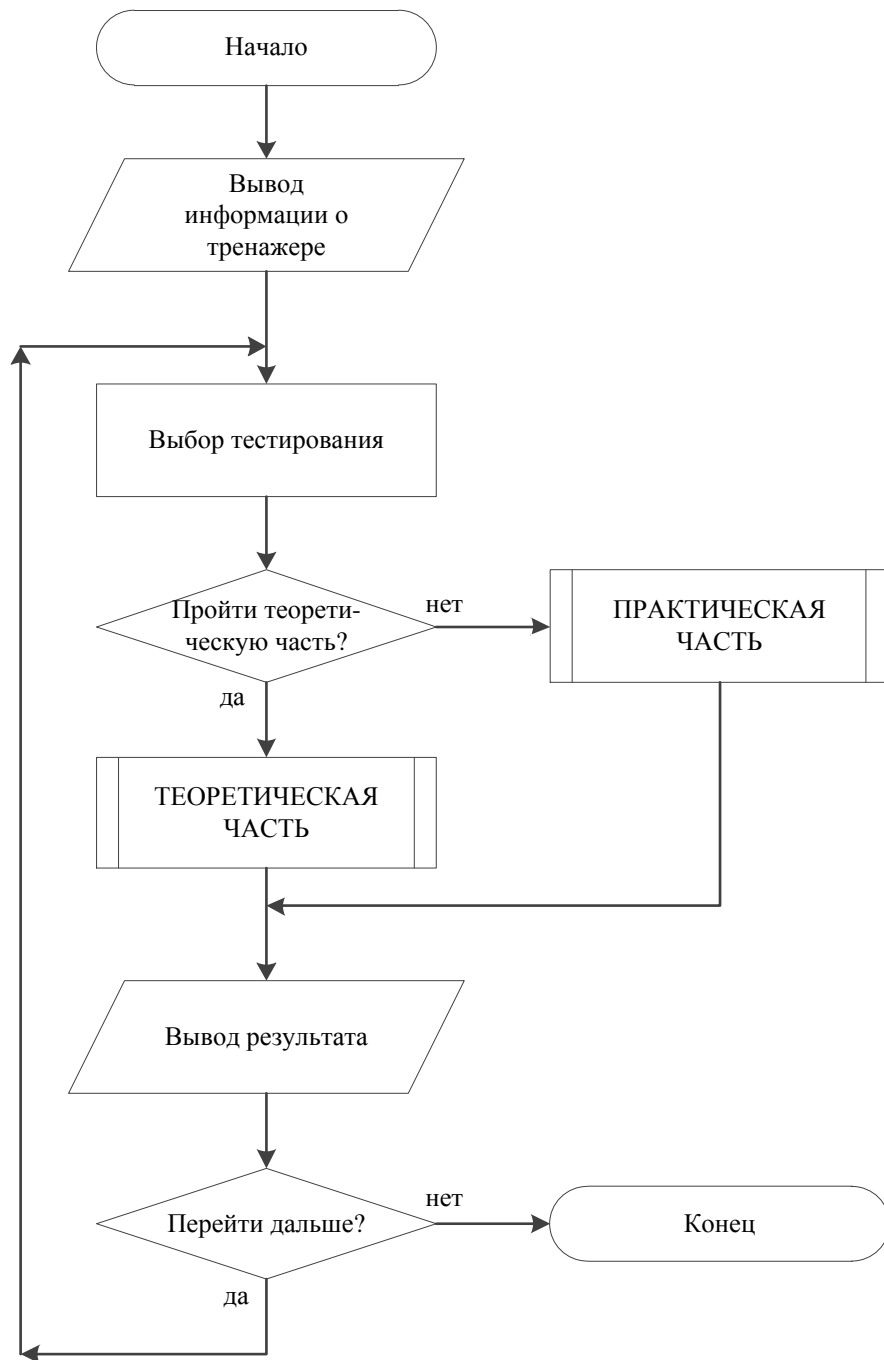 Начало
Вывод
информации о
тренажере
Выбор тестирования
Пройти теорети-
ческую часть?
нет
ПРАКТИЧЕСКАЯ
ЧАСТЬ
да
ТЕОРЕТИЧЕСКАЯ
ЧАСТЬ
Вывод результата
Перейти дальше?
нет
Конец
да